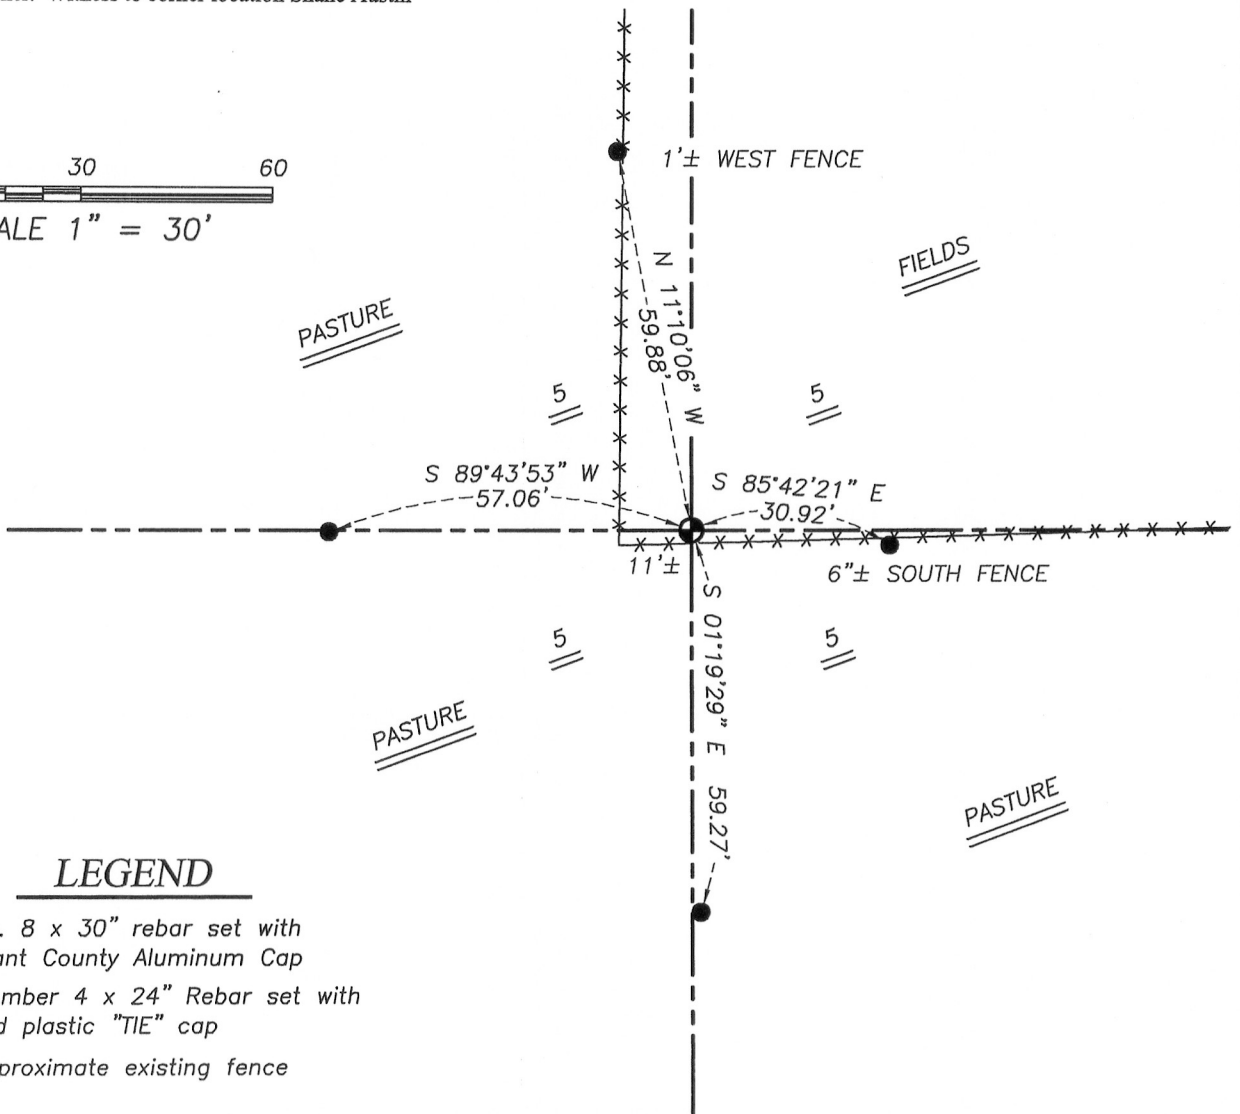 30 60
ALE 1" = 30'
1'± WEST FENCE
FIELDS
PASTURE
N 11°10'06" W
59.88'
5
5
S 89°43'53" W
57.06'
S 85°42'21" E
30.92'
11'±
6"± SOUTH FENCE
S 01°19'29" E 59.27'
5
5
PASTURE
PASTURE
LEGEND
. 8 x 30" rebar set with
ant County Aluminum Cap
mber 4 x 24" Rebar set with
d plastic "TIE" cap
proximate existing fence